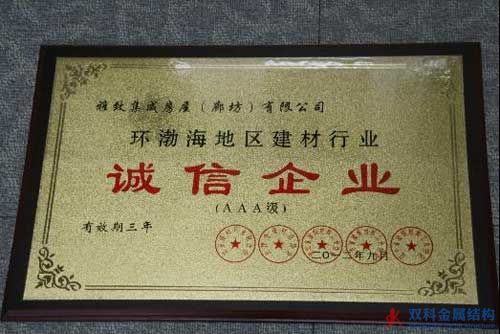 雅致集成房屋（廊坊）有限公司
环渤海地区建材行业
诚信企业
(AAA级)
有效期三年
二〇一二年九月
双科金属结构